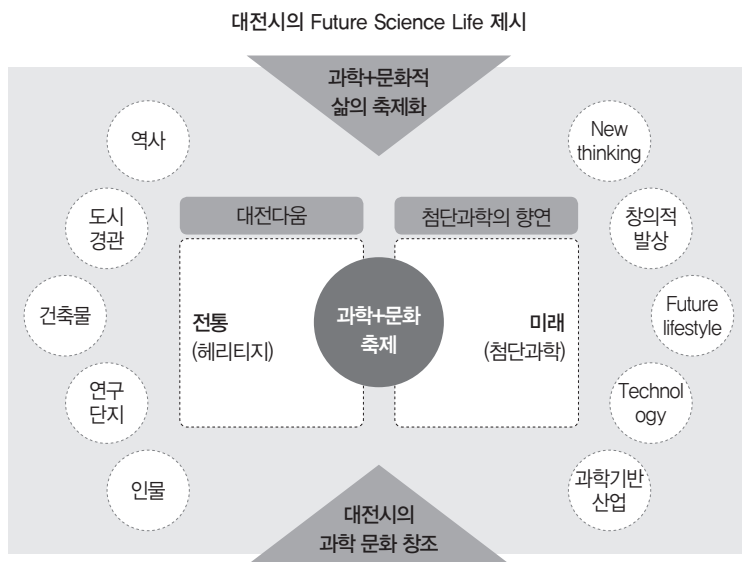 대전시의 Future Science Life 제시
과학+문화적
삶의 축제화
역사
도시
경관
건축물
연구
단지
인물
대전다움
전통
(헤리티지)
과학+문화
축제
첨단과학의 향연
미래
(첨단과학)
New
thinking
창의적
발상
Future
lifestyle
Technol
ogy
과학기반
산업
대전시의
과학 문화 창조